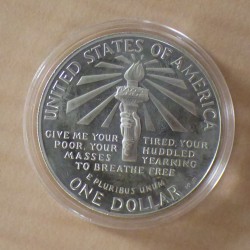 UNITED STATES OF AMERICA
GIVE ME YOUR TIRED, YOUR
POOR, YOUR HUDDLED
MASSES YEARNING
TO BREATHE FREE
E PLURIBUS UNUM
ONE DOLLAR